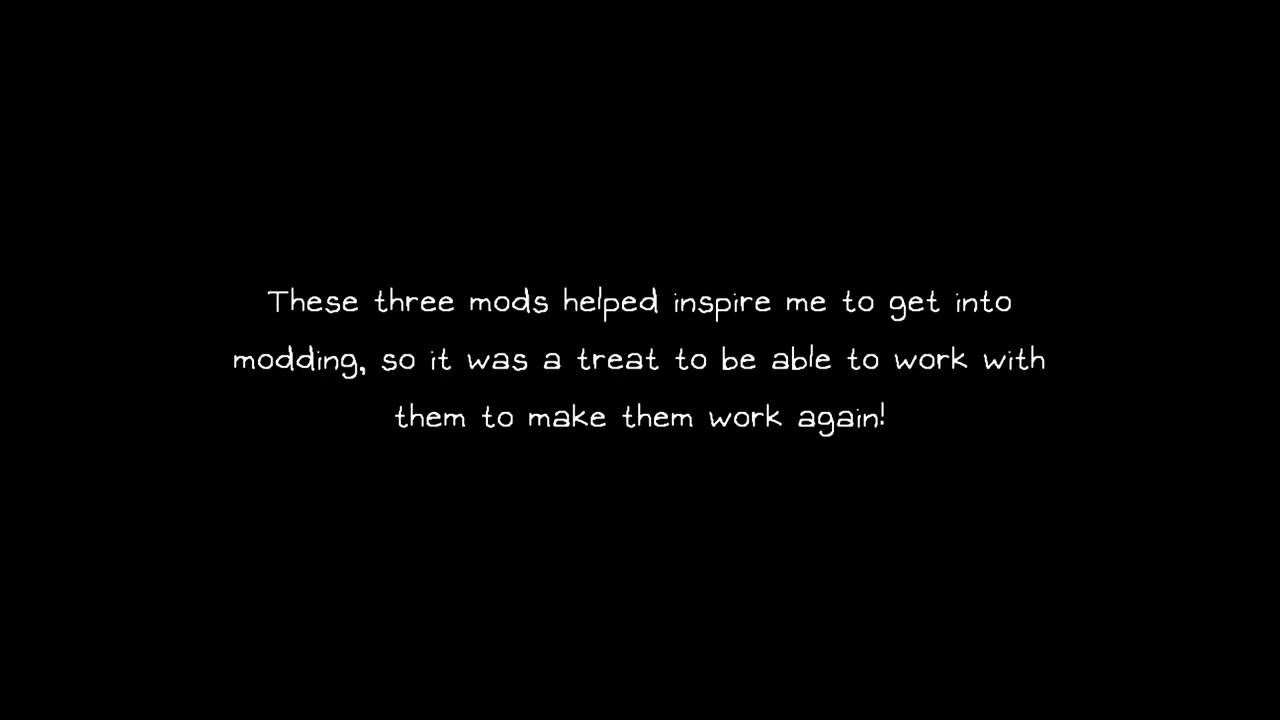 These three mods helped inspire me to get into
modding, so it was a treat to be able to work with
them to make them work again!